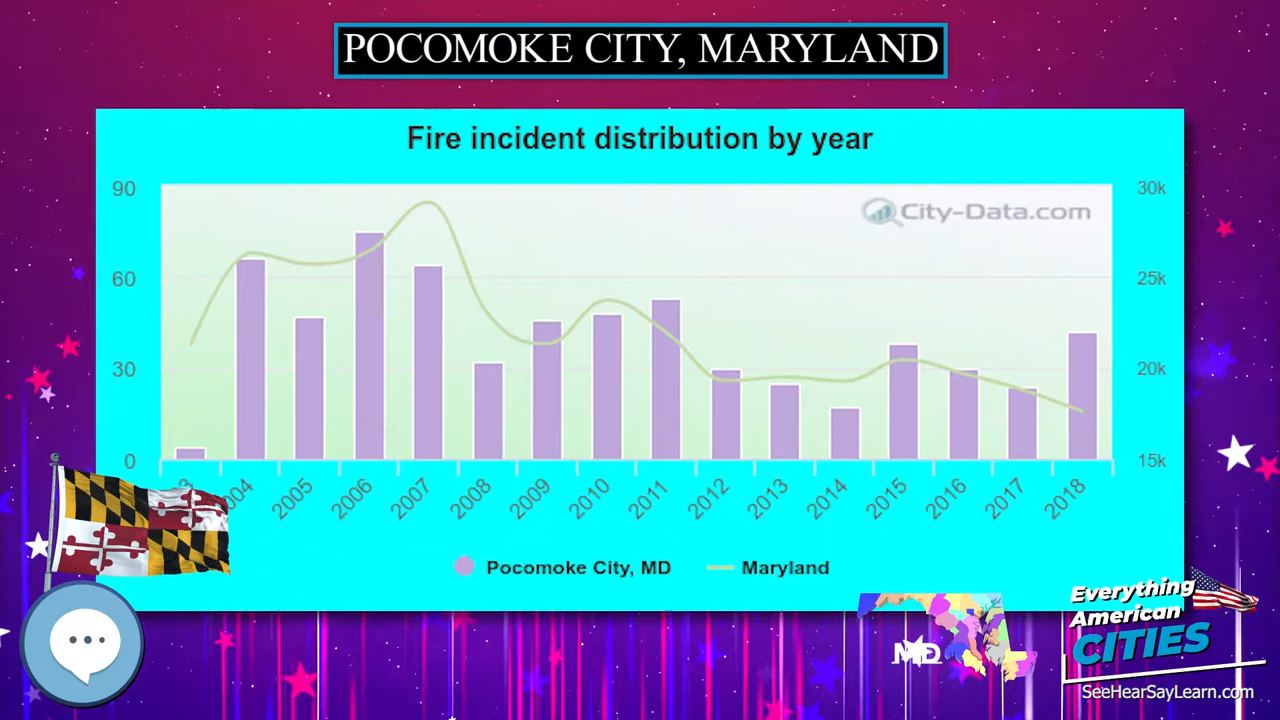 POCOMOKE CITY, MARYLAND
Fire incident distribution by year
City-Data.com
90 30k
60 25k
30 20k
0 15k
3 004 2005 2006 2007 2008 2009 2010 2011 2012 2013 2014 2015 2016 2017 2018
Pocomoke City, MD Maryland
MD
Everything
American
CITIES
SeeHearSayLearn.com